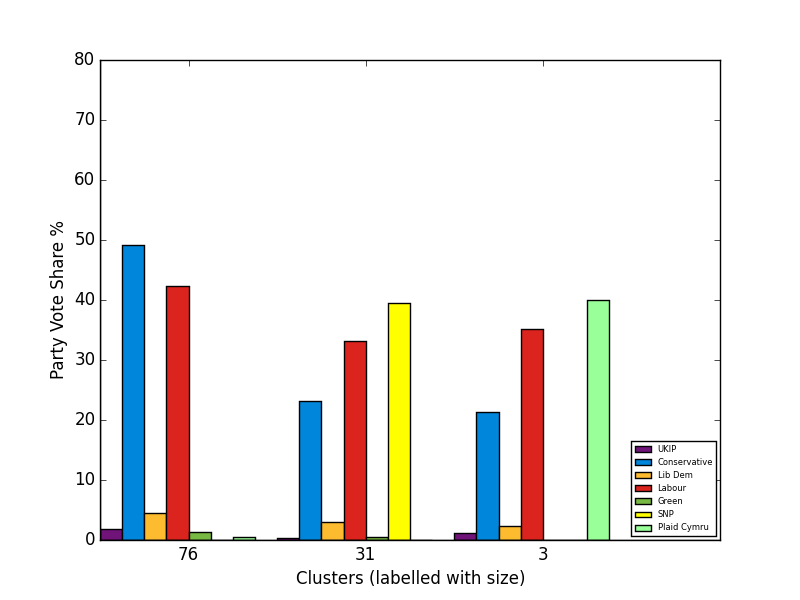 80
70
60
50
40
30
20
10
0
Party Vote Share %
76 31 3
Clusters (labelled with size)
UKIP
Conservative
Lib Dem
Labour
Green
SNP
Plaid Cymru